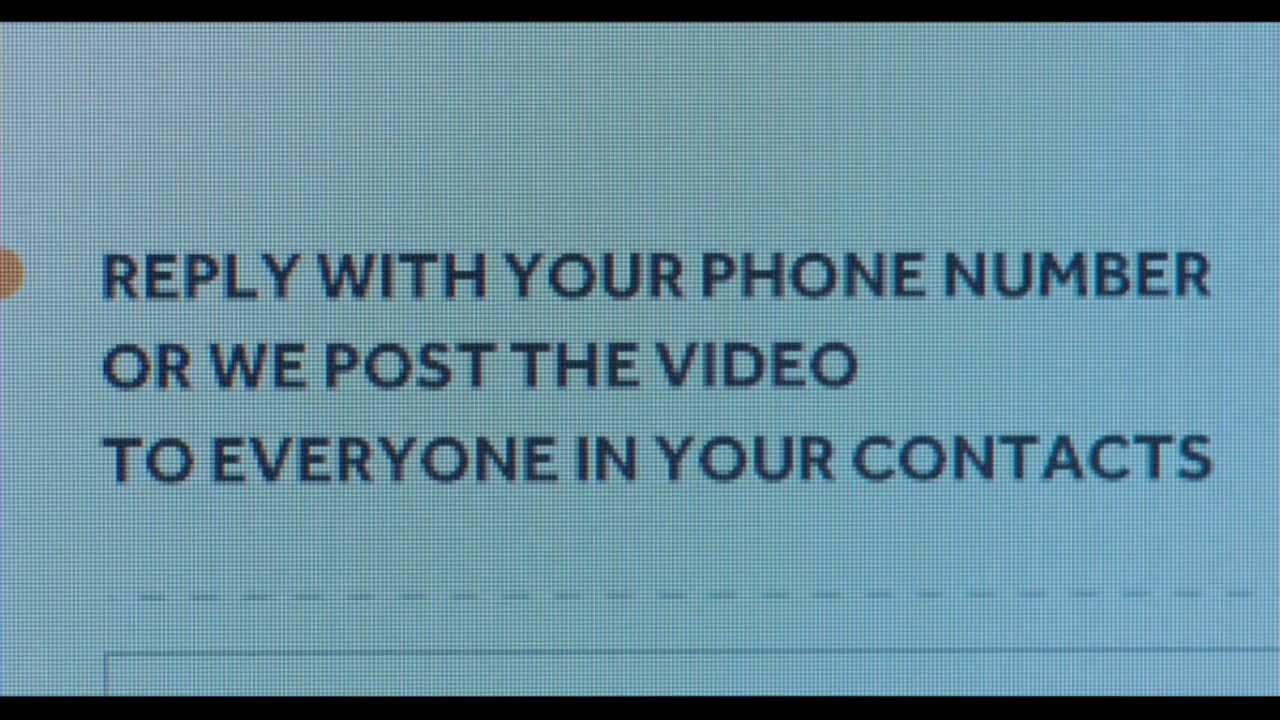 REPLY WITH YOUR PHONE NUMBER
OR WE POST THE VIDEO
TO EVERYONE IN YOUR CONTACTS